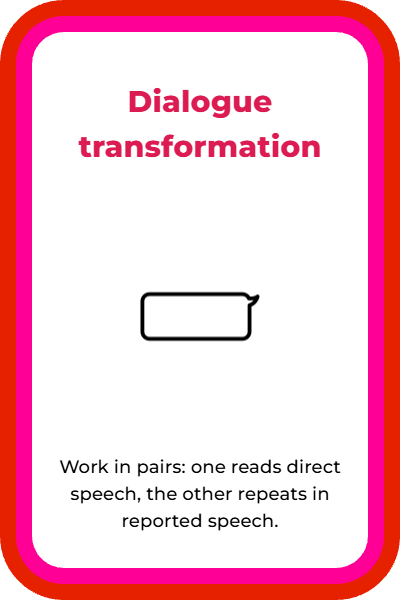 Dialogue
transformation
Work in pairs: one reads direct
speech, the other repeats in
reported speech.